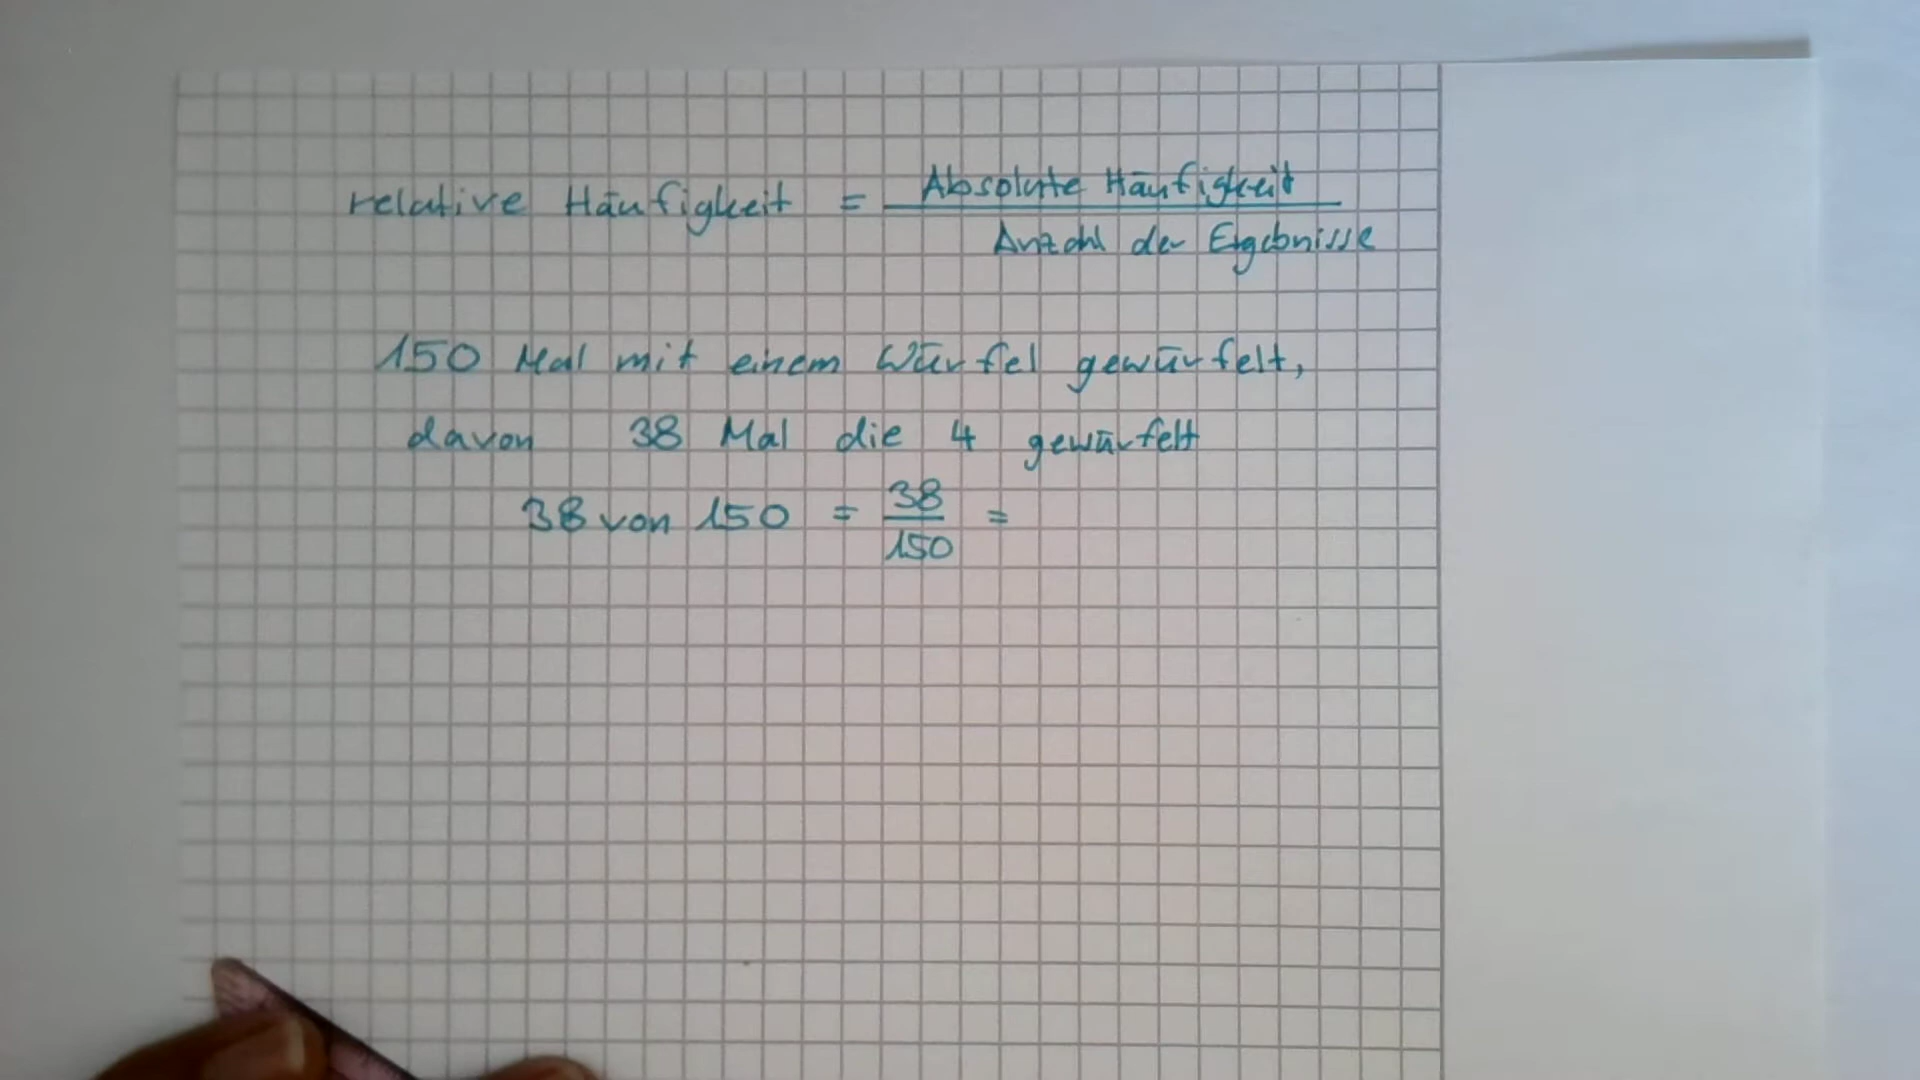 relative Häufigkeit = Absolute Häufigkeit / Anzahl der Ergebnisse
150 Mal mit einem Würfel gewürfelt,
davon 38 Mal die 4 gewürfelt
38 von 150 = 38/150 =